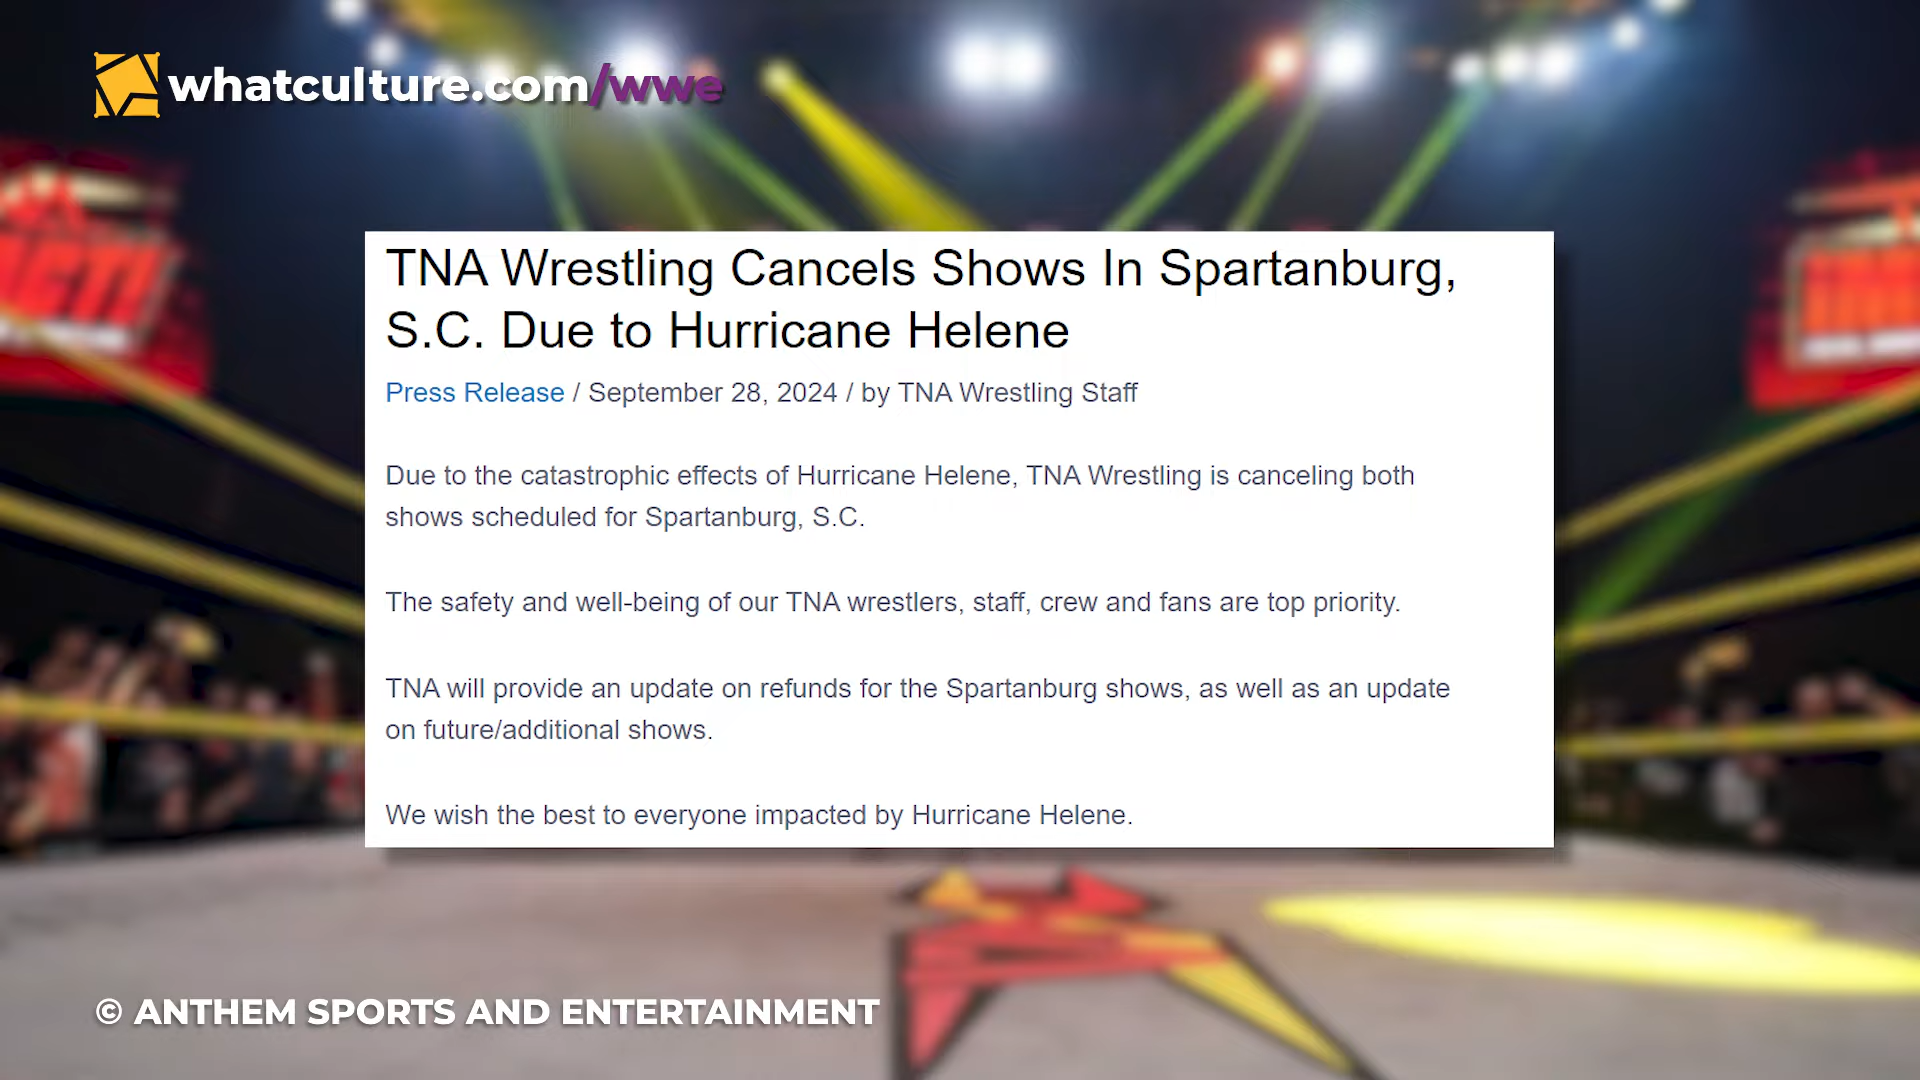 whatculture.com/wwe
TNA Wrestling Cancels Shows In Spartanburg,
S.C. Due to Hurricane Helene
Press Release / September 28, 2024 / by TNA Wrestling Staff
Due to the catastrophic effects of Hurricane Helene, TNA Wrestling is canceling both
shows scheduled for Spartanburg, S.C.
The safety and well-being of our TNA wrestlers, staff, crew and fans are top priority.
TNA will provide an update on refunds for the Spartanburg shows, as well as an update
on future/additional shows.
We wish the best to everyone impacted by Hurricane Helene.
© ANTHEM SPORTS AND ENTERTAINMENT